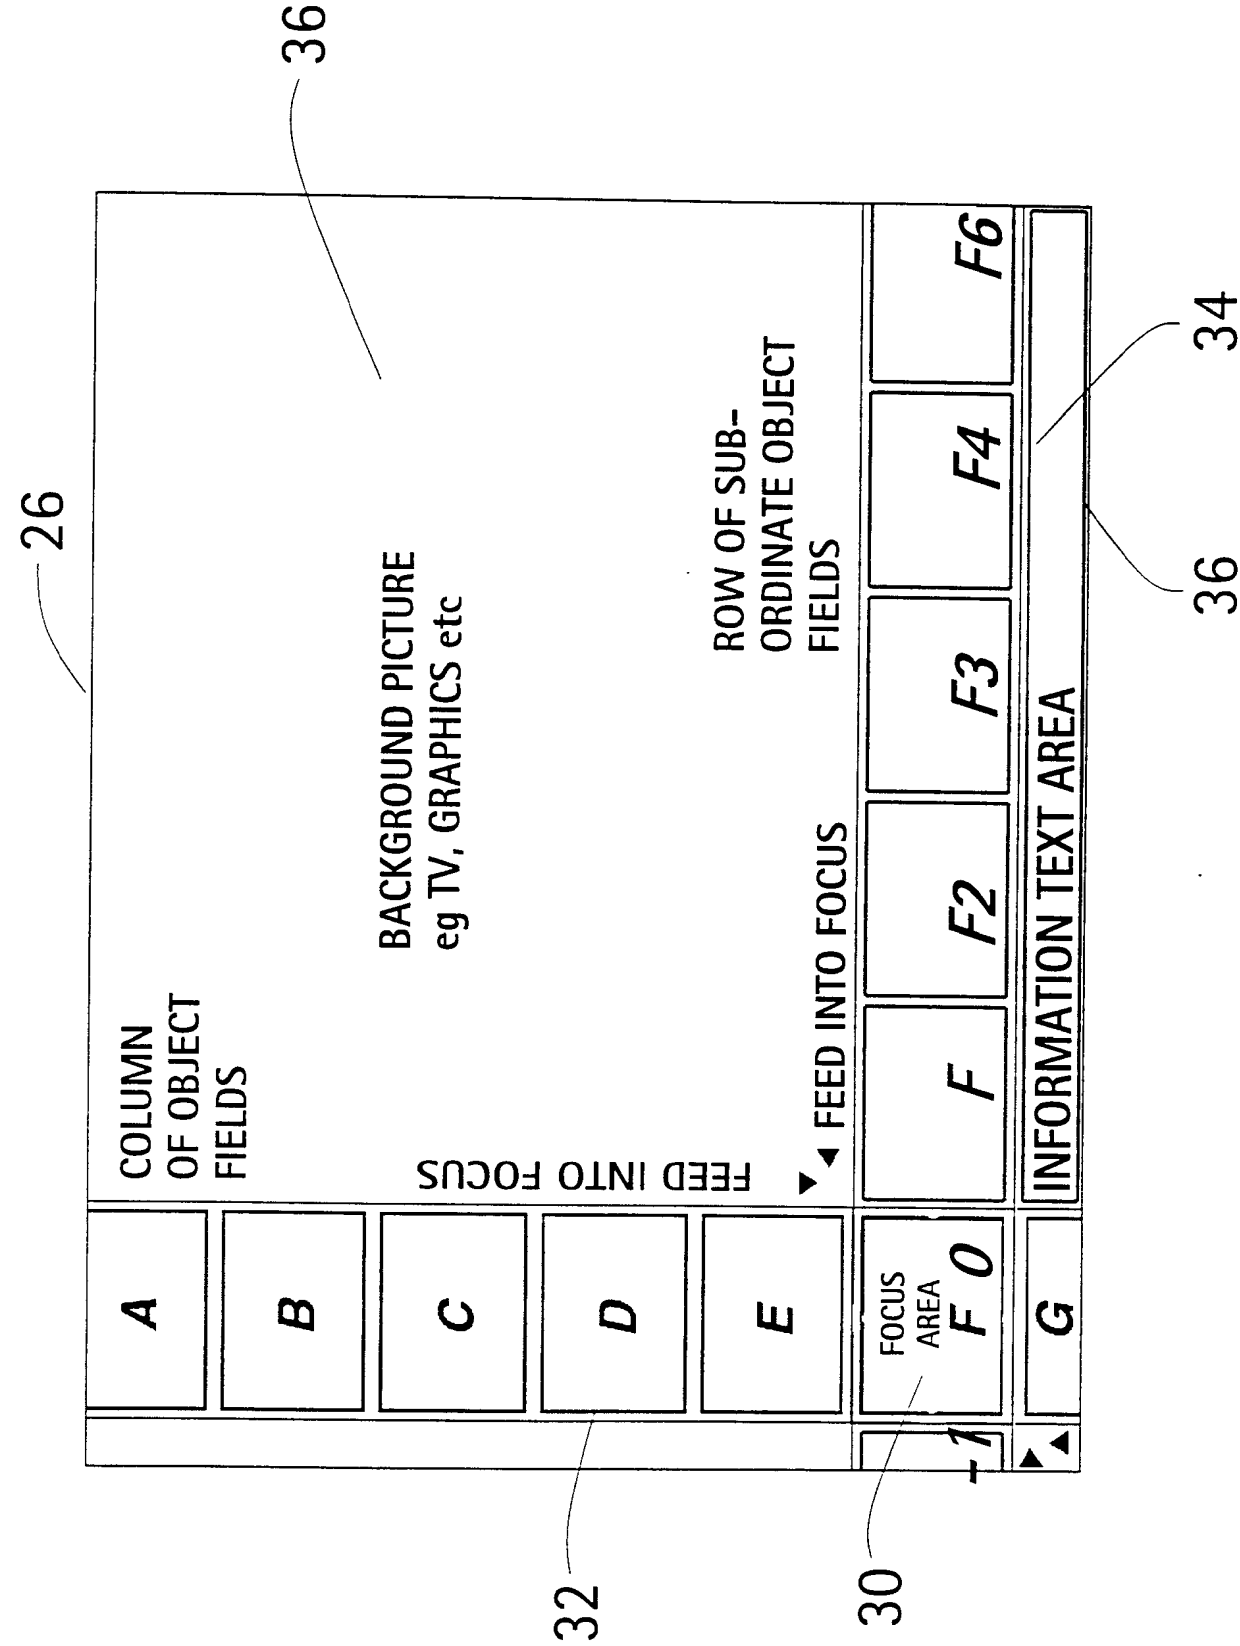 26
36
COLUMN
OF OBJECT
FIELDS
BACKGROUND PICTURE
eg TV, GRAPHICS etc
FEED INTO FOCUS
ROW OF SUB-
ORDINATE OBJECT
FIELDS
▼
▲ FEED INTO FOCUS
A
B
C
D
E
32
-1
FOCUS
AREA
F 0
F
F2
F3
F4
F6
30
▼
▲
G
INFORMATION TEXT AREA
36
34